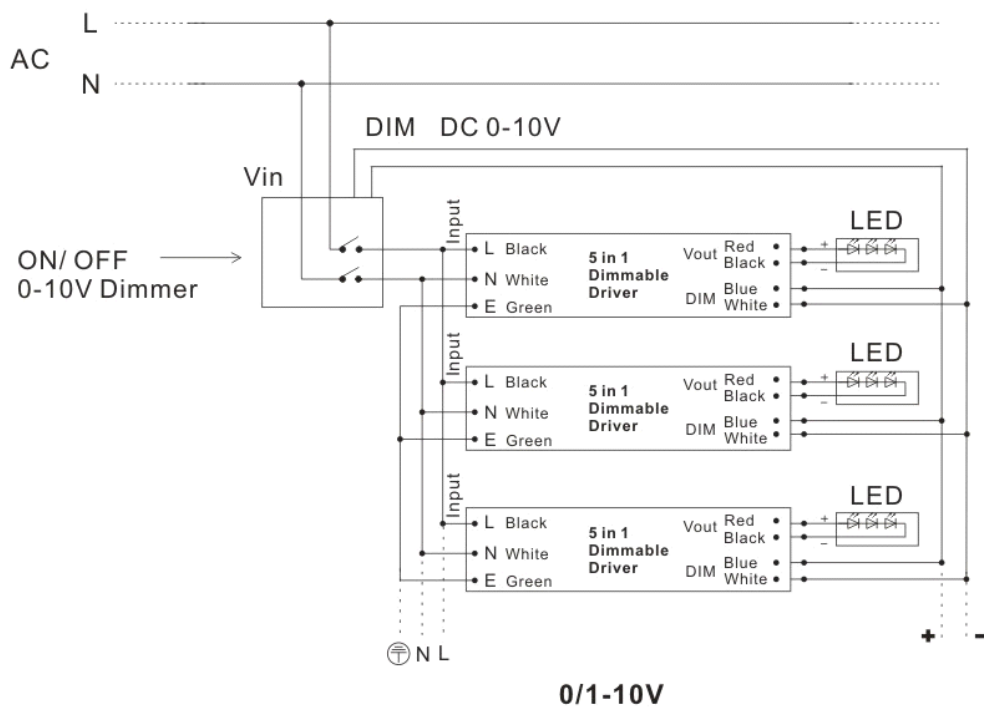 L
AC
N
DIM DC 0-10V
Vin
ON/ OFF
0-10V Dimmer
Input
L Black
N White
E Green
5 in 1
Dimmable
Driver
Vout Red
Black
DIM Blue
White
LED
+
–
Input
L Black
N White
E Green
5 in 1
Dimmable
Driver
Vout Red
Black
DIM Blue
White
LED
+
–
Input
L Black
N White
E Green
5 in 1
Dimmable
Driver
Vout Red
Black
DIM Blue
White
LED
+
–
N L
+ -
0/1-10V